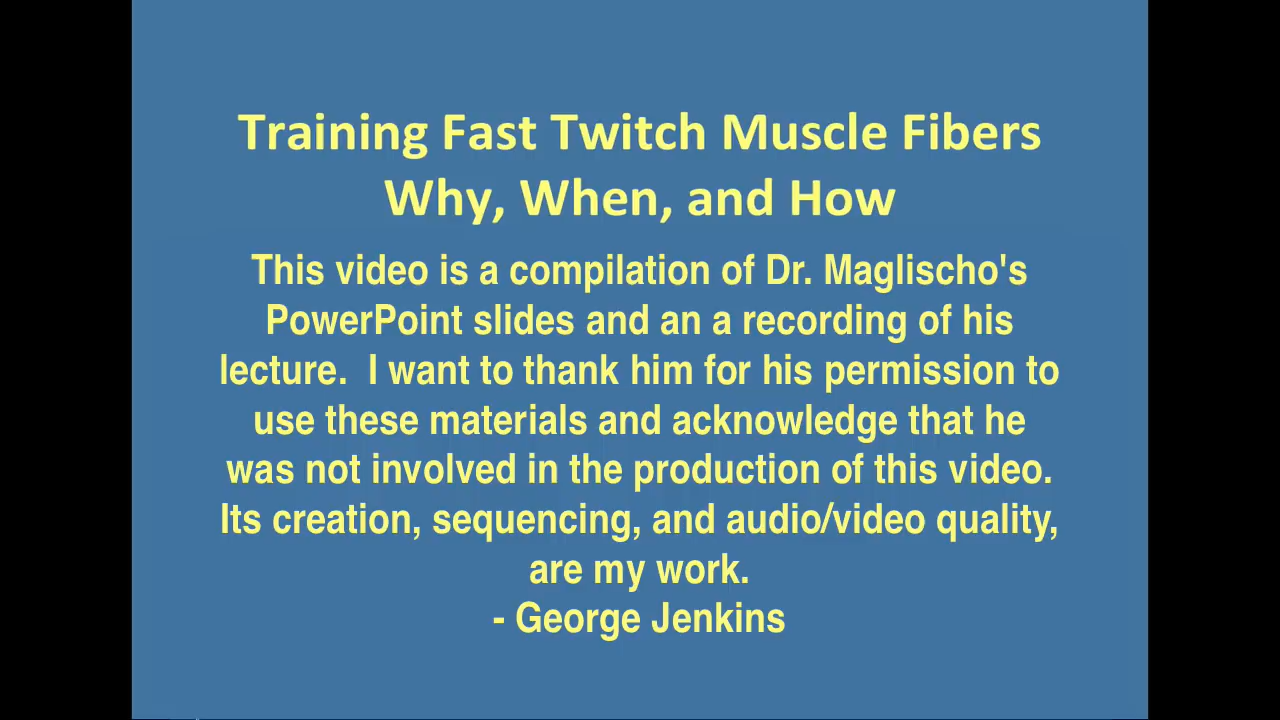 Training Fast Twitch Muscle Fibers
Why, When, and How
This video is a compilation of Dr. Maglischo's
PowerPoint slides and an a recording of his
lecture.  I want to thank him for his permission to
use these materials and acknowledge that he
was not involved in the production of this video.
Its creation, sequencing, and audio/video quality,
are my work.
- George Jenkins